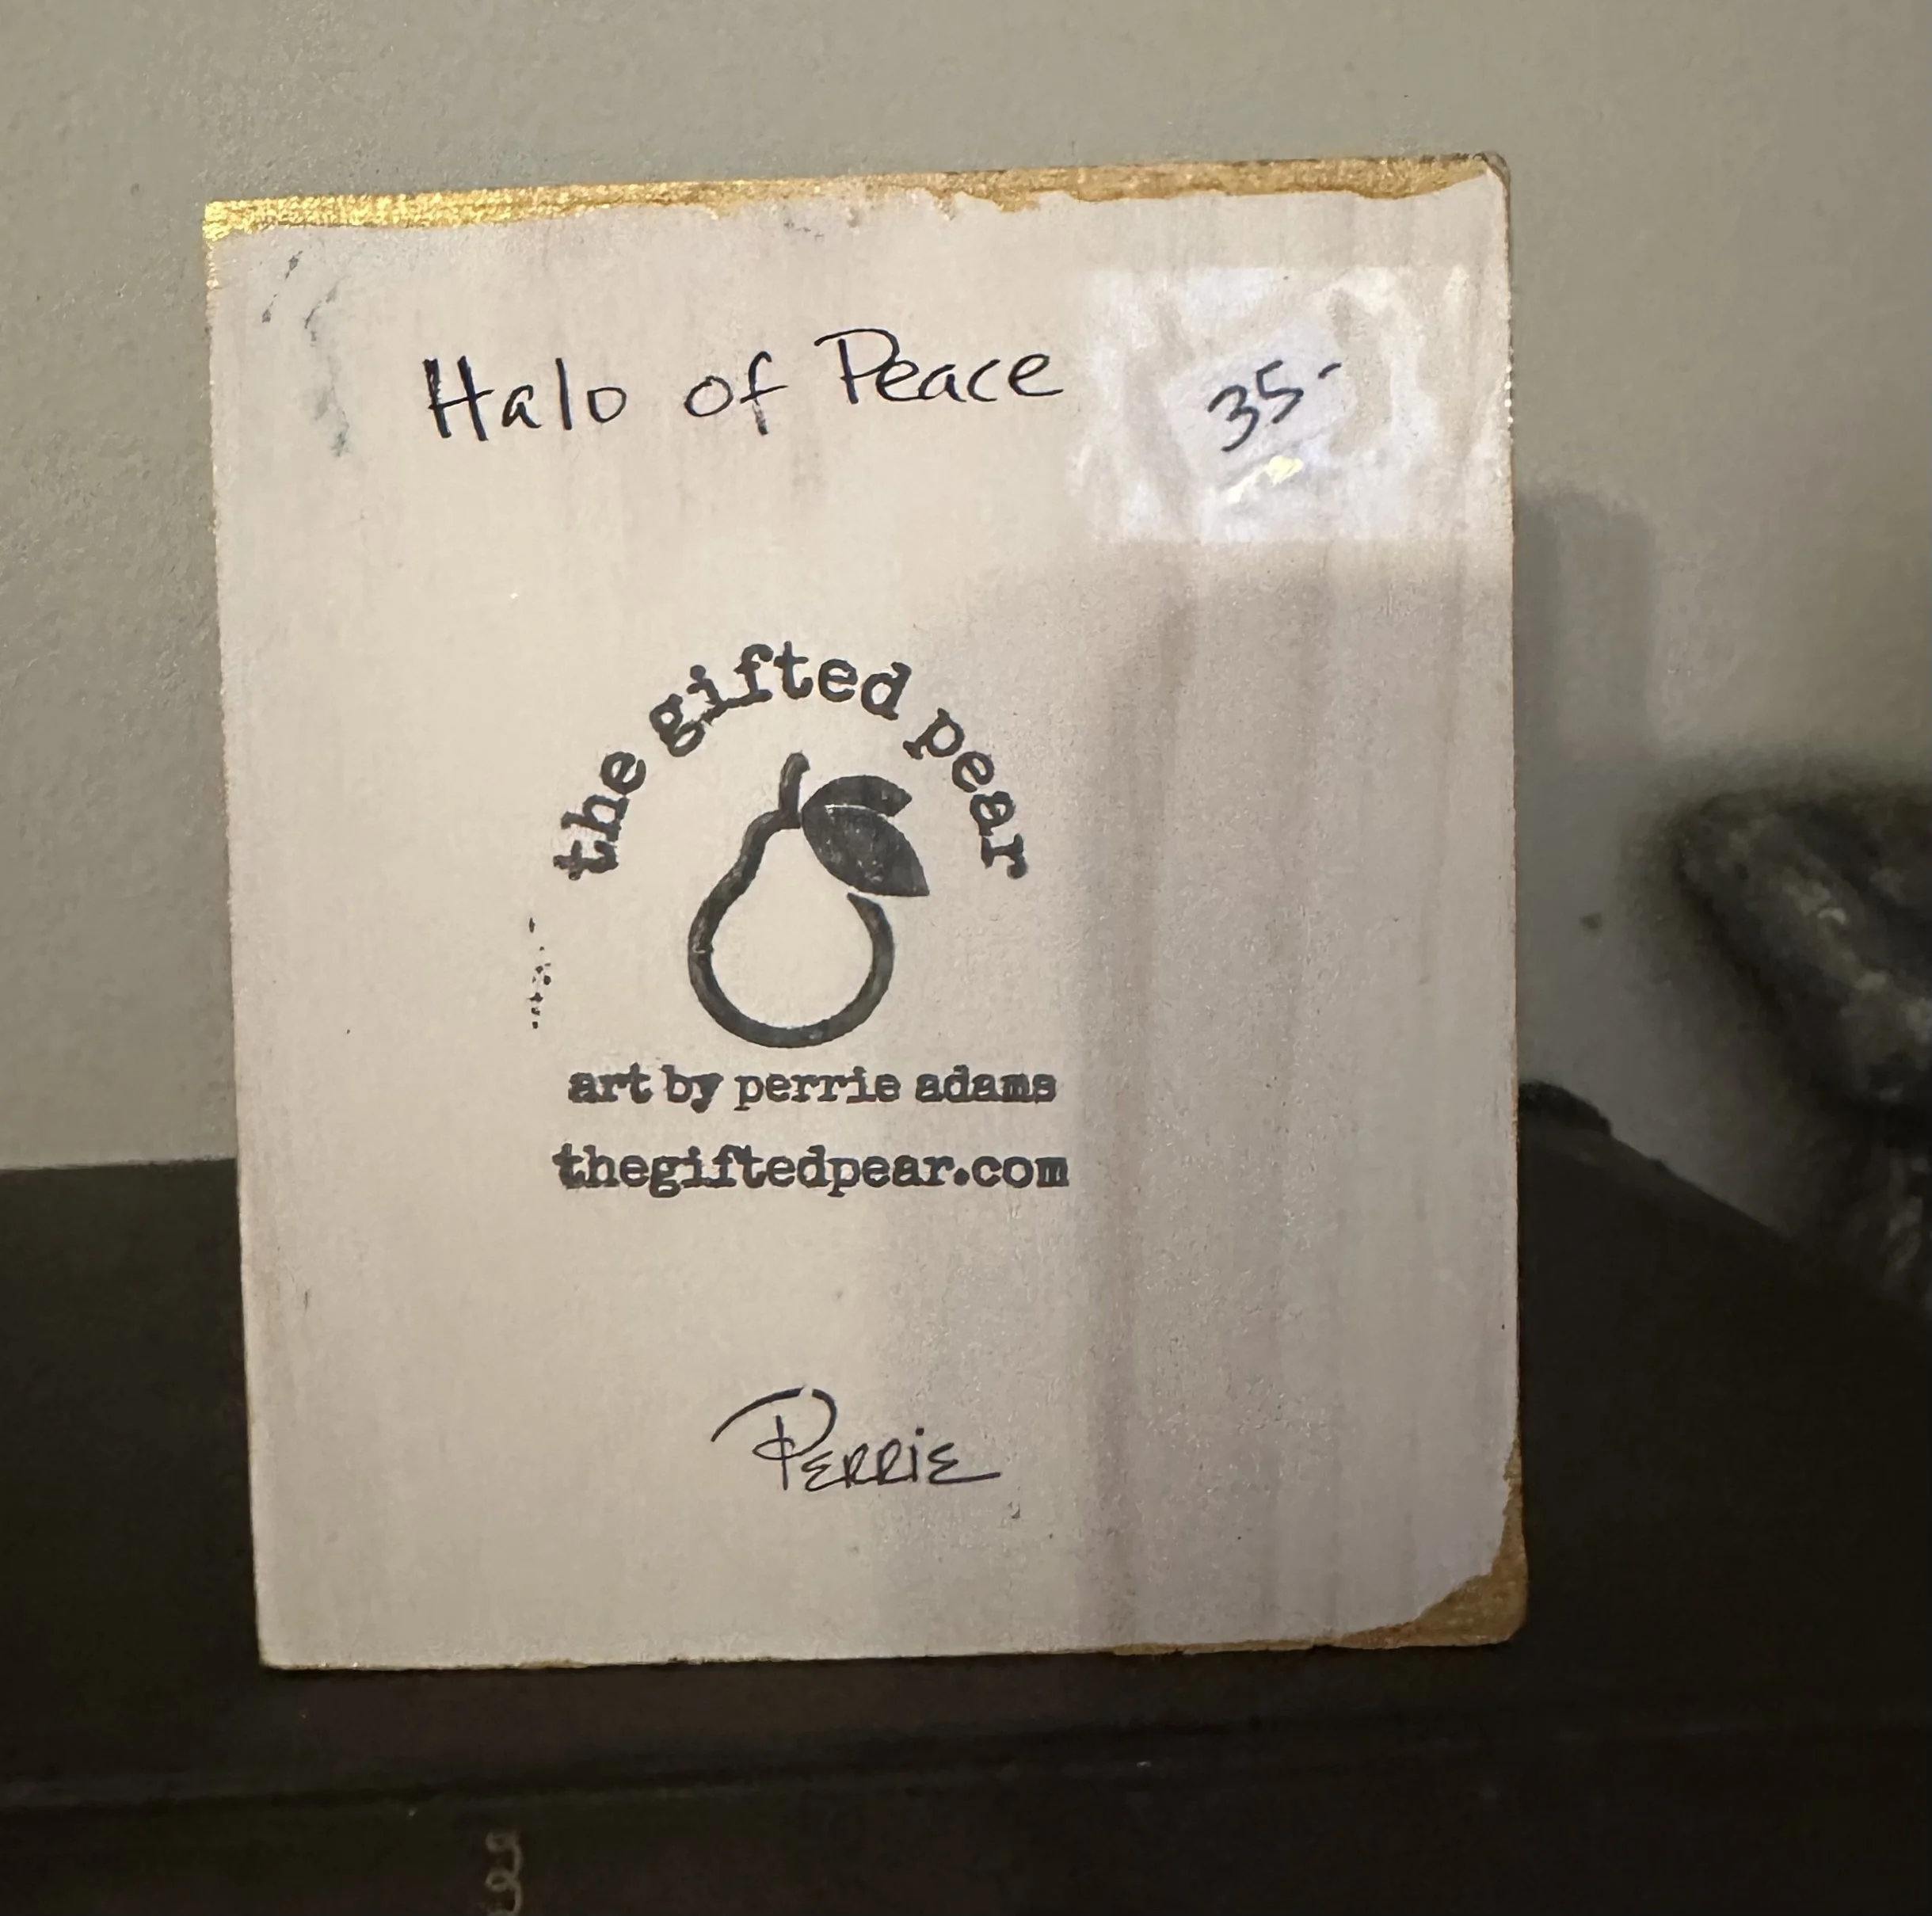 Halo of Peace 35-
the gifted pear
art by perrie adams
thegiftedpear.com
Perrie